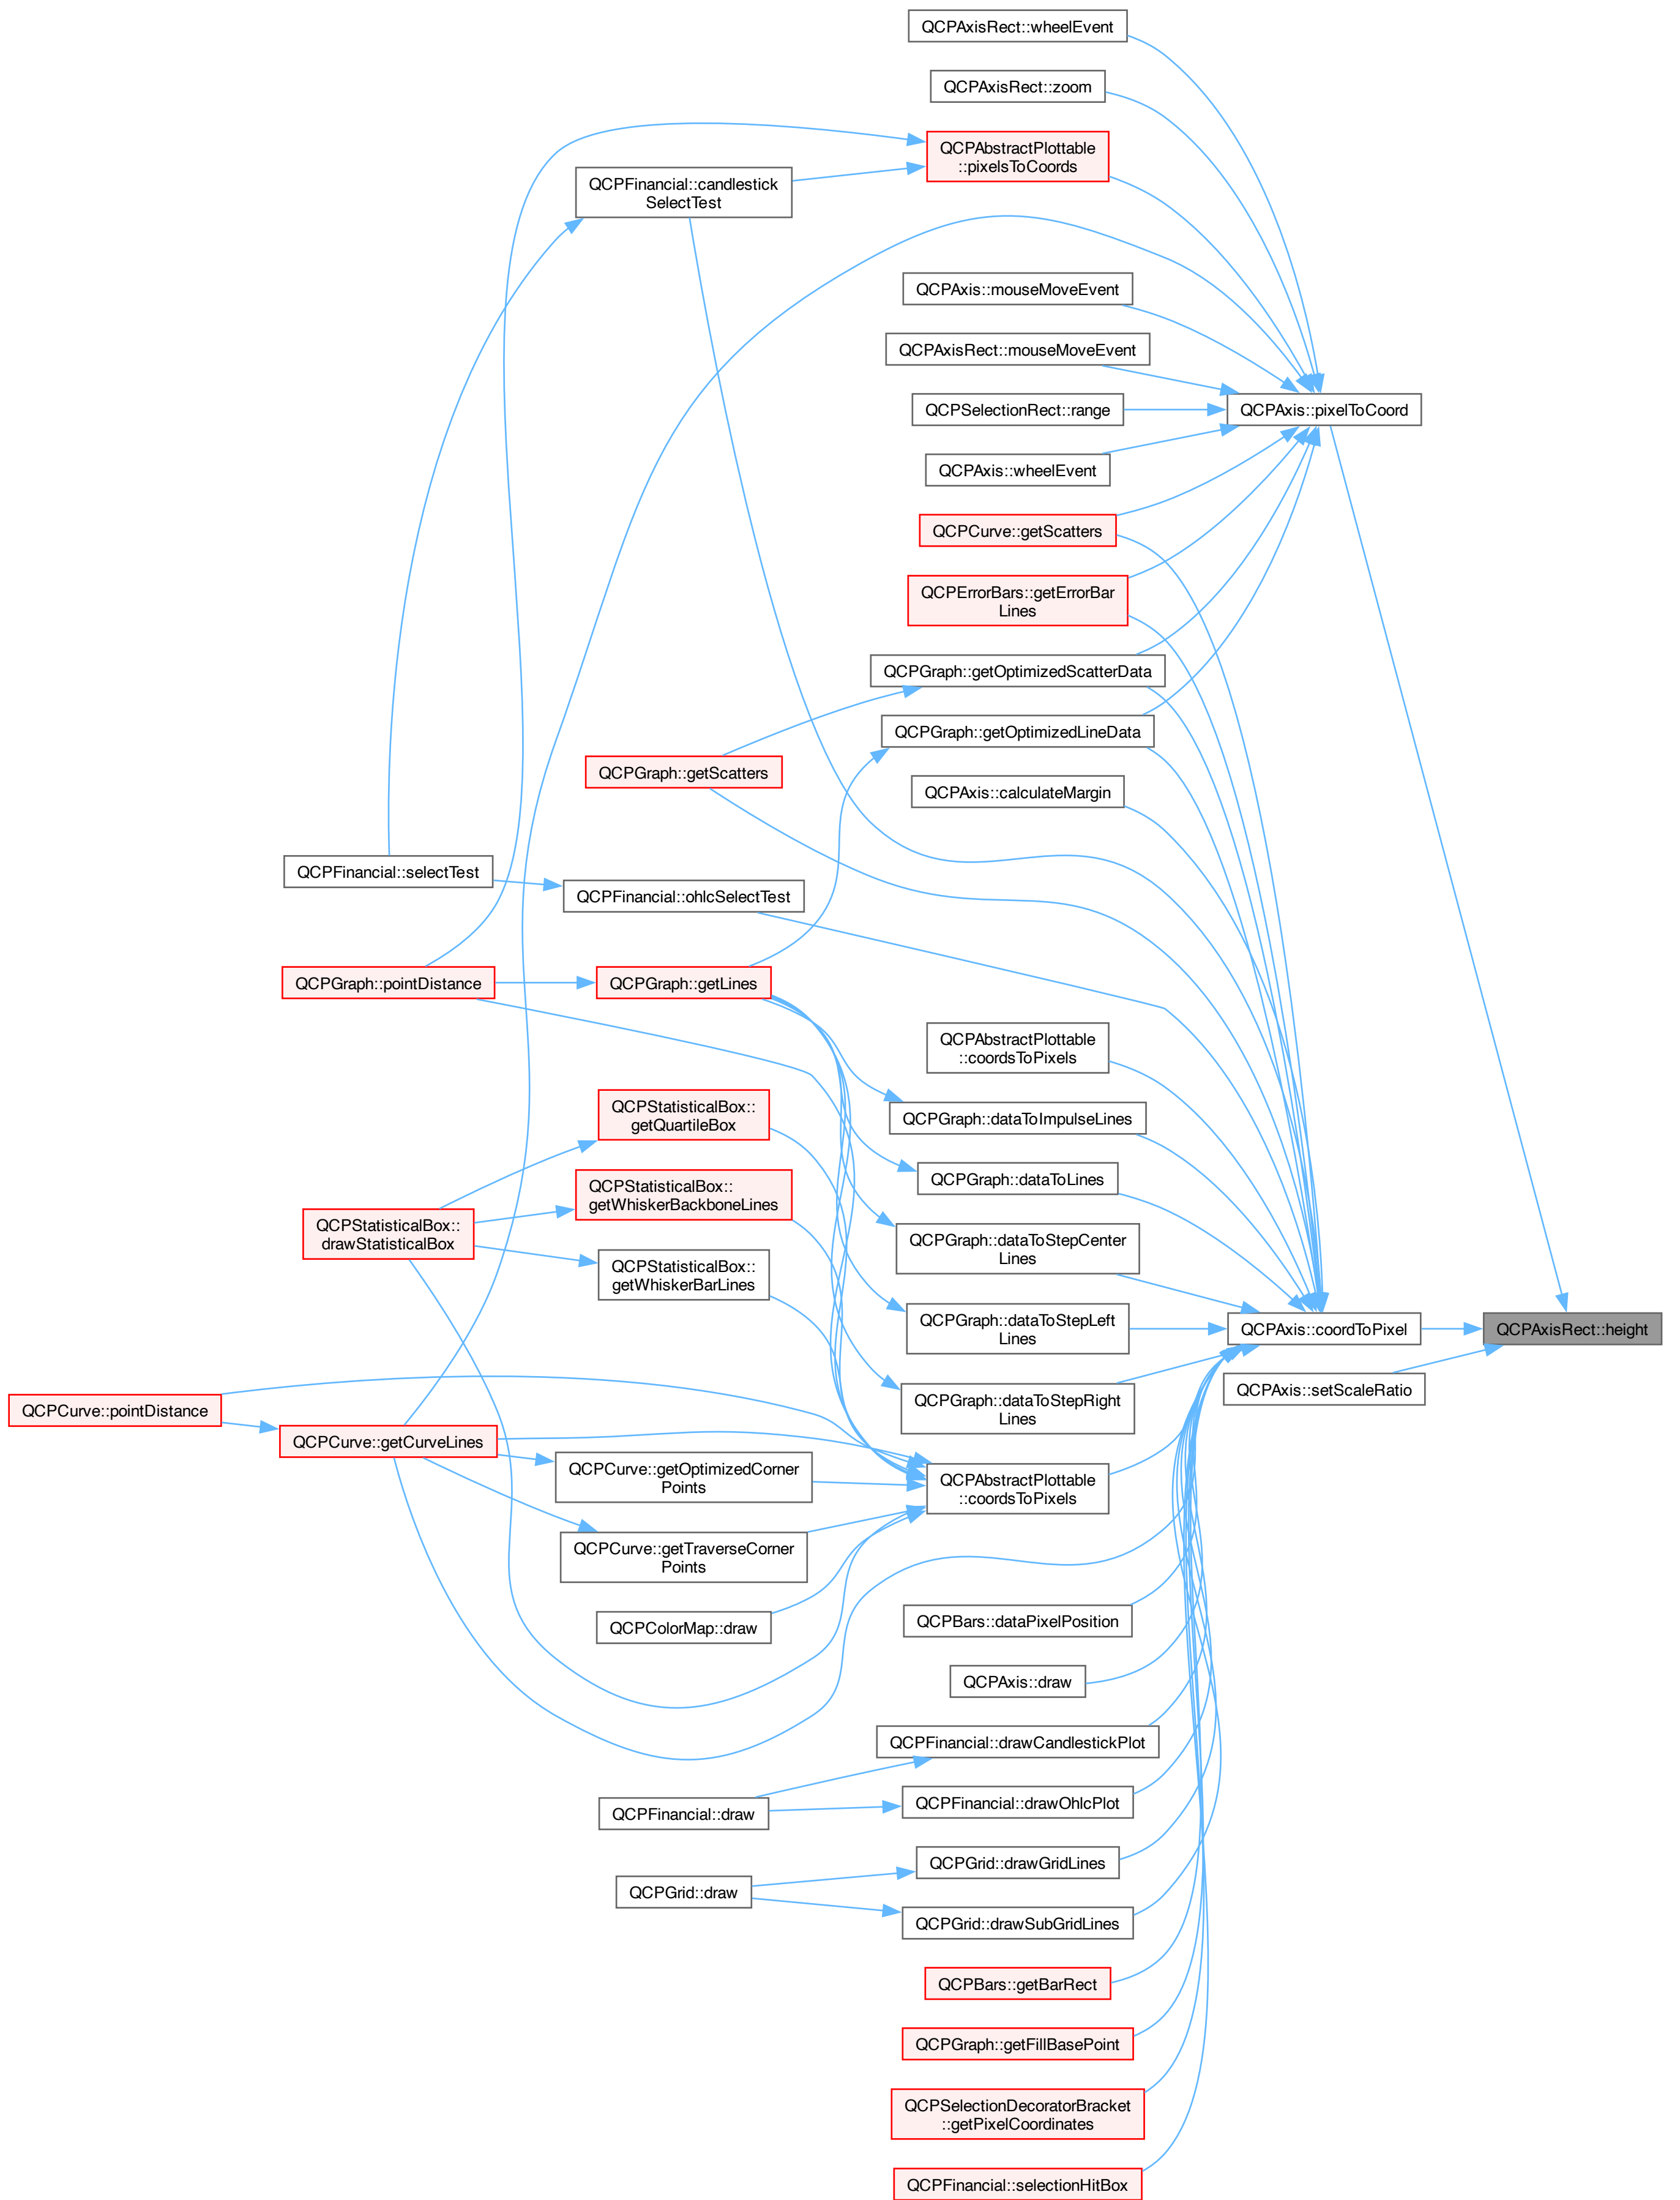 QCPAxisRect::wheelEvent
QCPAxisRect::zoom
QCPAbstractPlottable
::pixelsToCoords
QCPFinancial::candlestick
SelectTest
QCPAxis::mouseMoveEvent
QCPAxisRect::mouseMoveEvent
QCPSelectionRect::range
QCPAxis::pixelToCoord
QCPAxis::wheelEvent
QCPCurve::getScatters
QCPErrorBars::getErrorBar
Lines
QCPGraph::getOptimizedScatterData
QCPGraph::getOptimizedLineData
QCPGraph::getScatters
QCPAxis::calculateMargin
QCPFinancial::selectTest
QCPFinancial::ohlcSelectTest
QCPGraph::pointDistance
QCPGraph::getLines
QCPAbstractPlottable
::coordsToPixels
QCPStatisticalBox::
getQuartileBox
QCPGraph::dataToImpulseLines
QCPGraph::dataToLines
QCPStatisticalBox::
getWhiskerBackboneLines
QCPStatisticalBox::
drawStatisticalBox
QCPGraph::dataToStepCenter
Lines
QCPStatisticalBox::
getWhiskerBarLines
QCPGraph::dataToStepLeft
Lines
QCPAxis::coordToPixel
QCPAxisRect::height
QCPAxis::setScaleRatio
QCPGraph::dataToStepRight
Lines
QCPCurve::pointDistance
QCPCurve::getCurveLines
QCPCurve::getOptimizedCorner
Points
QCPAbstractPlottable
::coordsToPixels
QCPCurve::getTraverseCorner
Points
QCPColorMap::draw
QCPBars::dataPixelPosition
QCPAxis::draw
QCPFinancial::drawCandlestickPlot
QCPFinancial::drawOhlcPlot
QCPFinancial::draw
QCPGrid::drawGridLines
QCPGrid::draw
QCPGrid::drawSubGridLines
QCPBars::getBarRect
QCPGraph::getFillBasePoint
QCPSelectionDecoratorBracket
::getPixelCoordinates
QCPFinancial::selectionHitBox